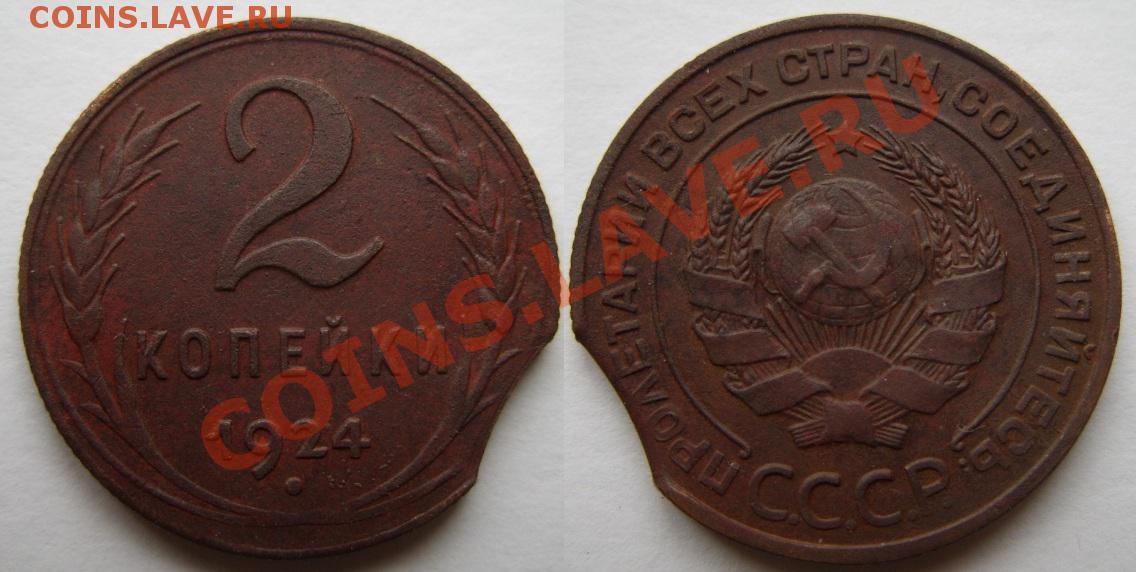 COINS.LAVE.RU
2
КОПЕЙКИ
1924
COINS.LAVE.RU
ПРОЛЕТАРИИ ВСЕХ СТРАН, СОЕДИНЯЙТЕСЬ!
С.С.С.Р.